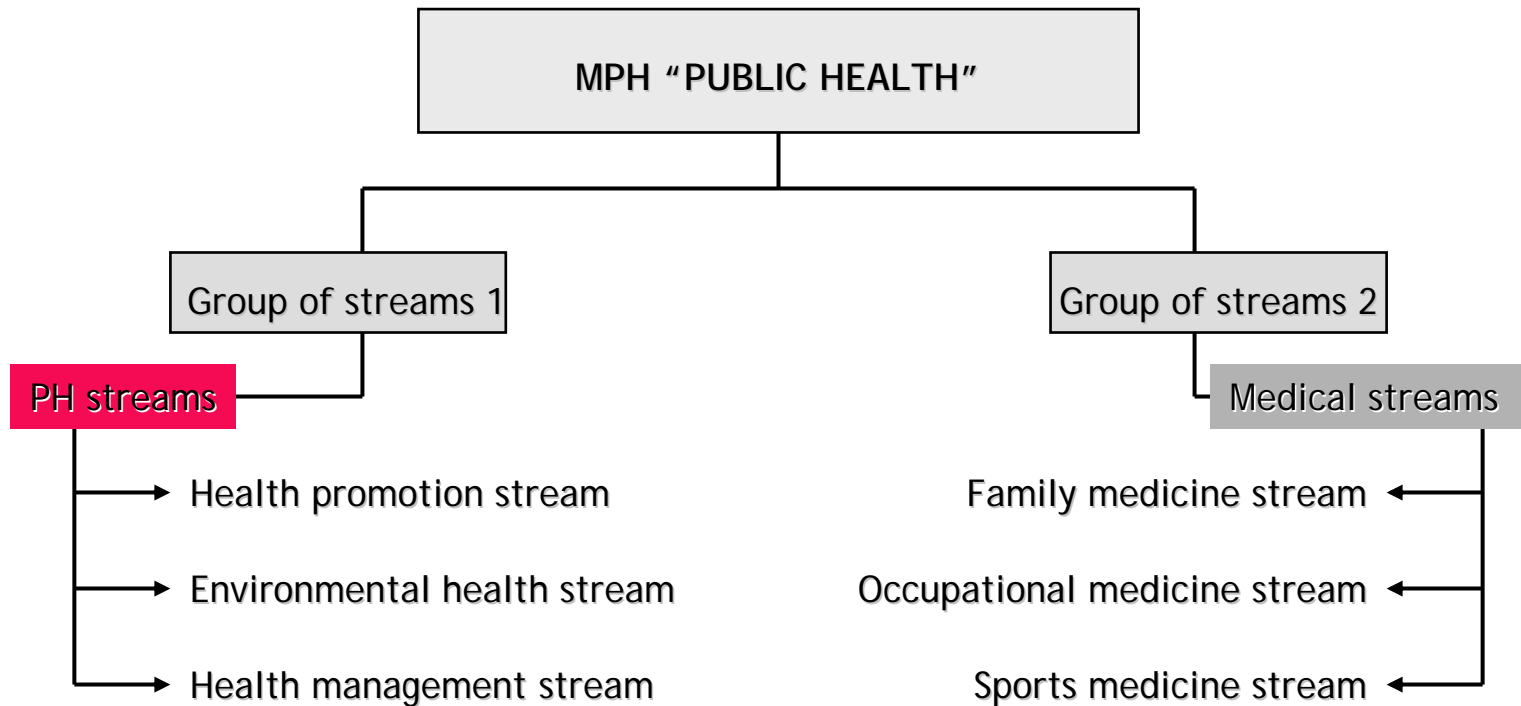 MPH “PUBLIC HEALTH”
Group of streams 1
Group of streams 2
PH streams
Medical streams
Health promotion stream
Family medicine stream
Environmental health stream
Occupational medicine stream
Health management stream
Sports medicine stream